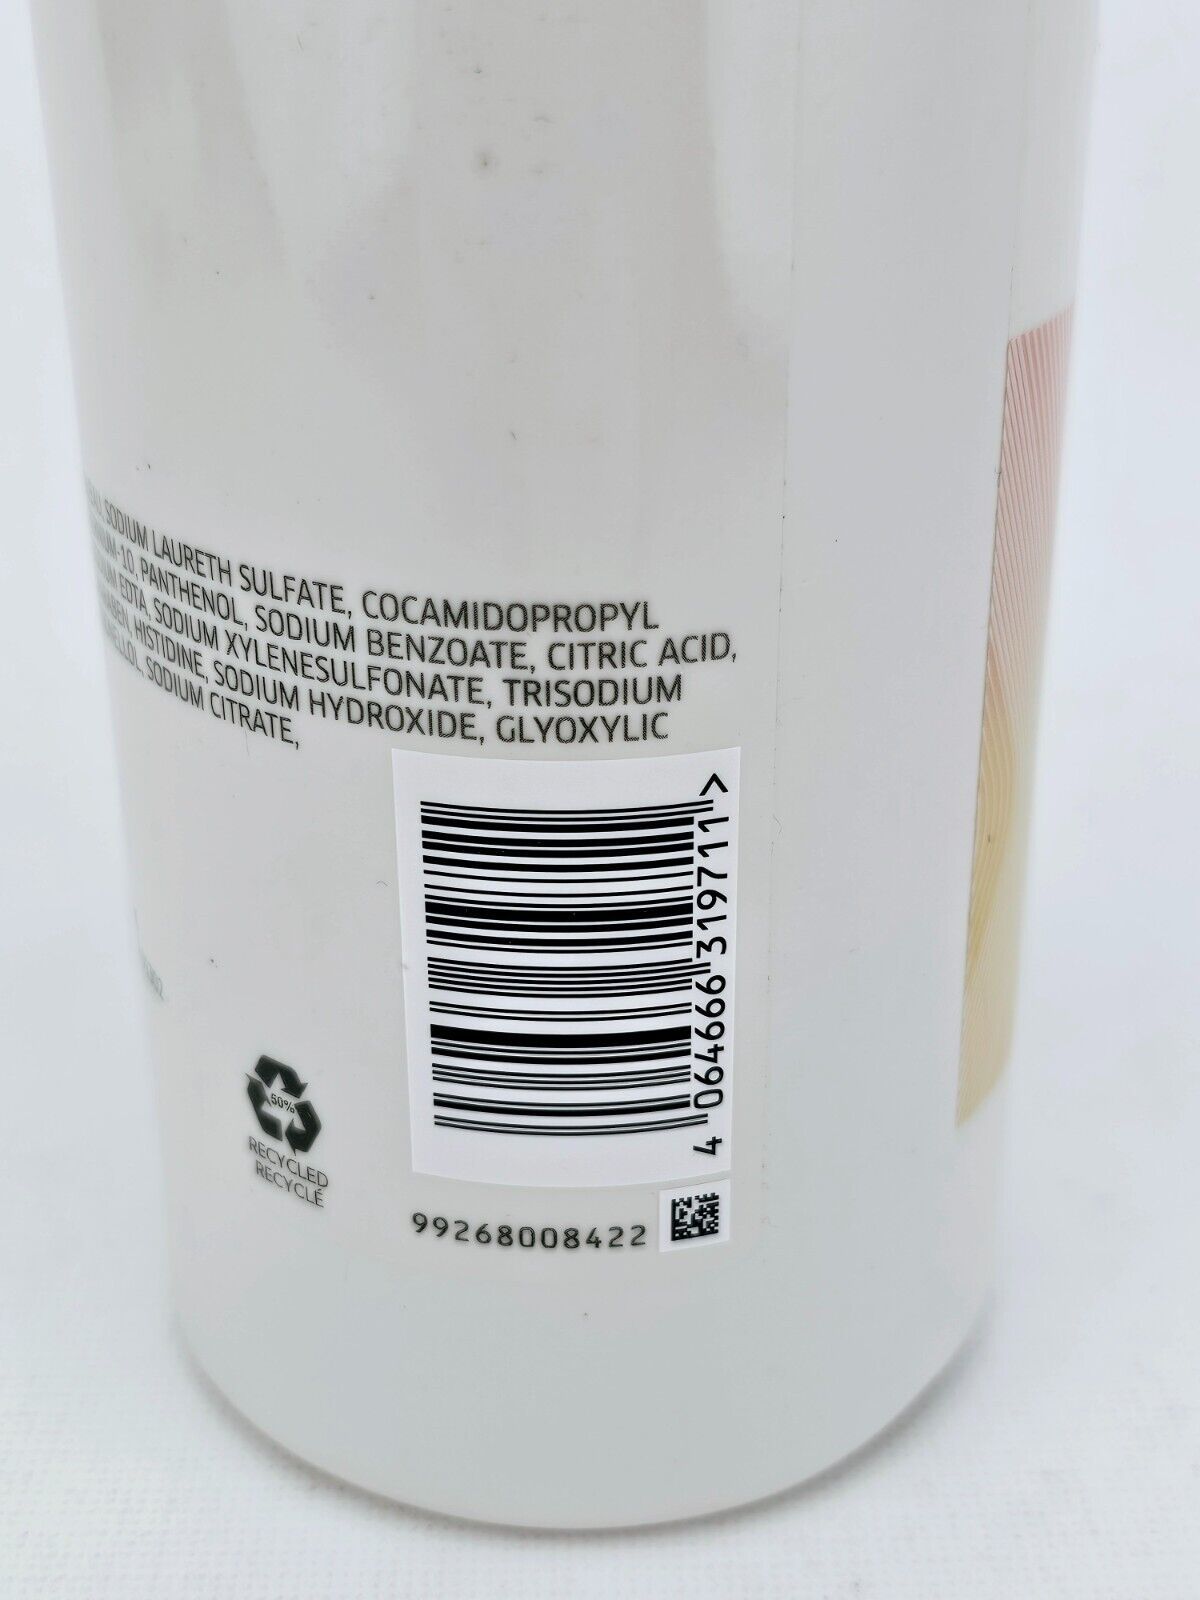 SODIUM LAURETH SULFATE, COCAMIDOPROPYL
-10, PANTHENOL, SODIUM BENZOATE, CITRIC ACID,
EDTA, SODIUM XYLENESULFONATE, TRISODIUM
HISTIDINE, SODIUM HYDROXIDE, GLYOXYLIC
SODIUM CITRATE,
4 064666 319711 >
50%
RECYCLED
RECYCLÉ
99268008422